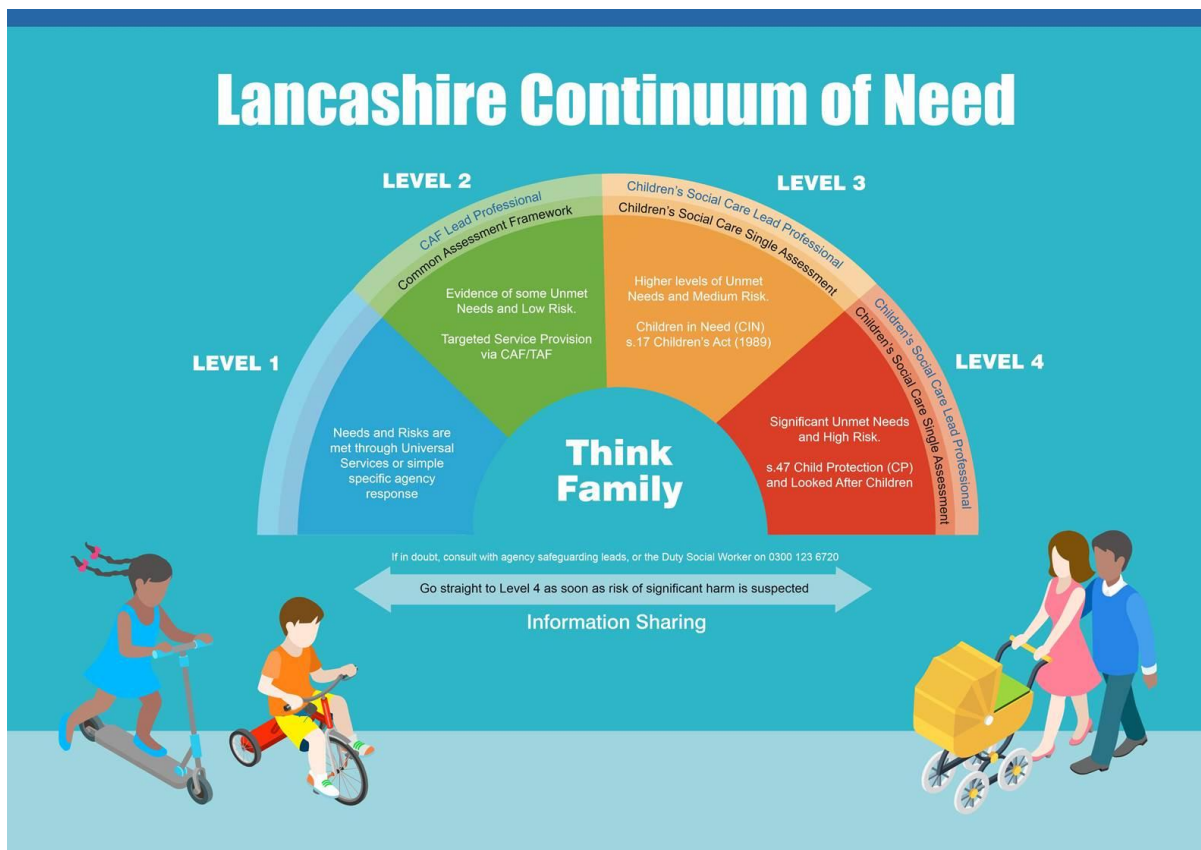 Lancashire Continuum of Need
LEVEL 1
Needs and Risks are
met through Universal
Services or simple
specific agency
response
LEVEL 2
CAF Lead Professional
Common Assessment Framework
Evidence of some Unmet
Needs and Low Risk.
Targeted Service Provision
via CAF/TAF
LEVEL 3
Children's Social Care Lead Professional
Children's Social Care Single Assessment
Higher levels of Unmet
Needs and Medium Risk.
Children in Need (CIN)
s.17 Children's Act (1989)
LEVEL 4
Children's Social Care Lead Professional
Children's Social Care Single Assessment
Significant Unmet Needs
and High Risk.
s.47 Child Protection (CP)
and Looked After Children
Think
Family
If in doubt, consult with agency safeguarding leads, or the Duty Social Worker on 0300 123 6720
Go straight to Level 4 as soon as risk of significant harm is suspected
Information Sharing